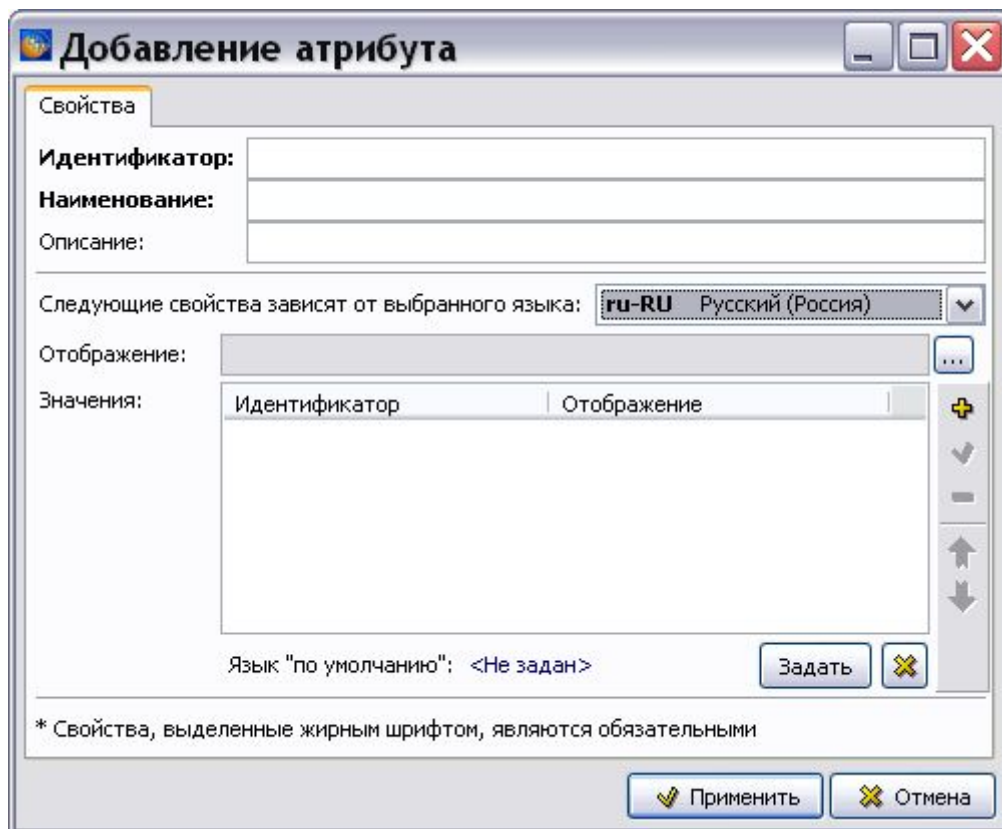 Добавление атрибута
Свойства
Идентификатор:
Наименование:
Описание:
Следующие свойства зависят от выбранного языка: ru-RU Русский (Россия)
Отображение: ...
Значения: Идентификатор Отображение
Язык "по умолчанию": <Не задан> Задать
* Свойства, выделенные жирным шрифтом, являются обязательными
Применить Отмена